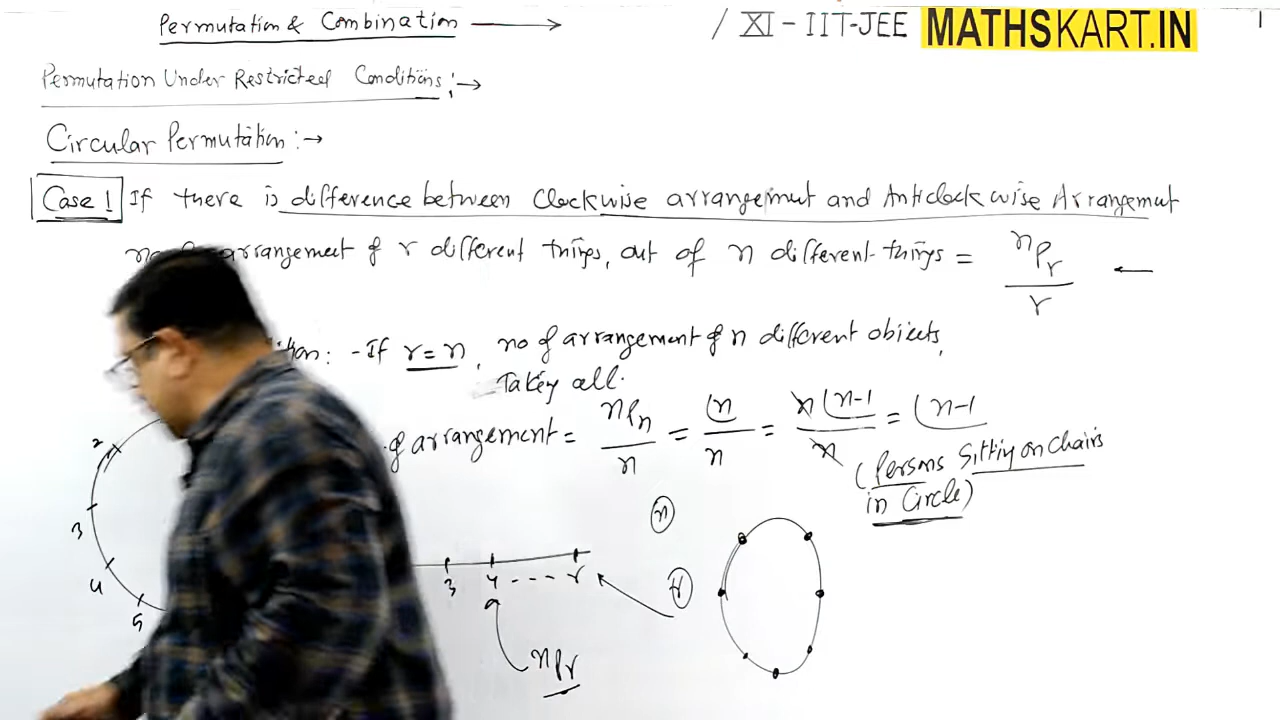 Permutation & Combination
/ XI - IIT-JEE MATHSKART.IN
1
Permutation Under Restricted Conditions :→
Circular Permutation :→
Case 1 If there is difference between Clockwise arrangement and Anticlockwise Arrangement
arrangement of r different things, out of n different things = nPr / r
- If r = n, no of arrangement of n different objects,
Taking all.
of arrangement = nPn / n = ⌊n / n = n ⌊n-1 / n = ⌊n-1
(Persons Sitting on Chairs
in Circle)
2
3
4
5
3 4 ---- r
nPr
n
r